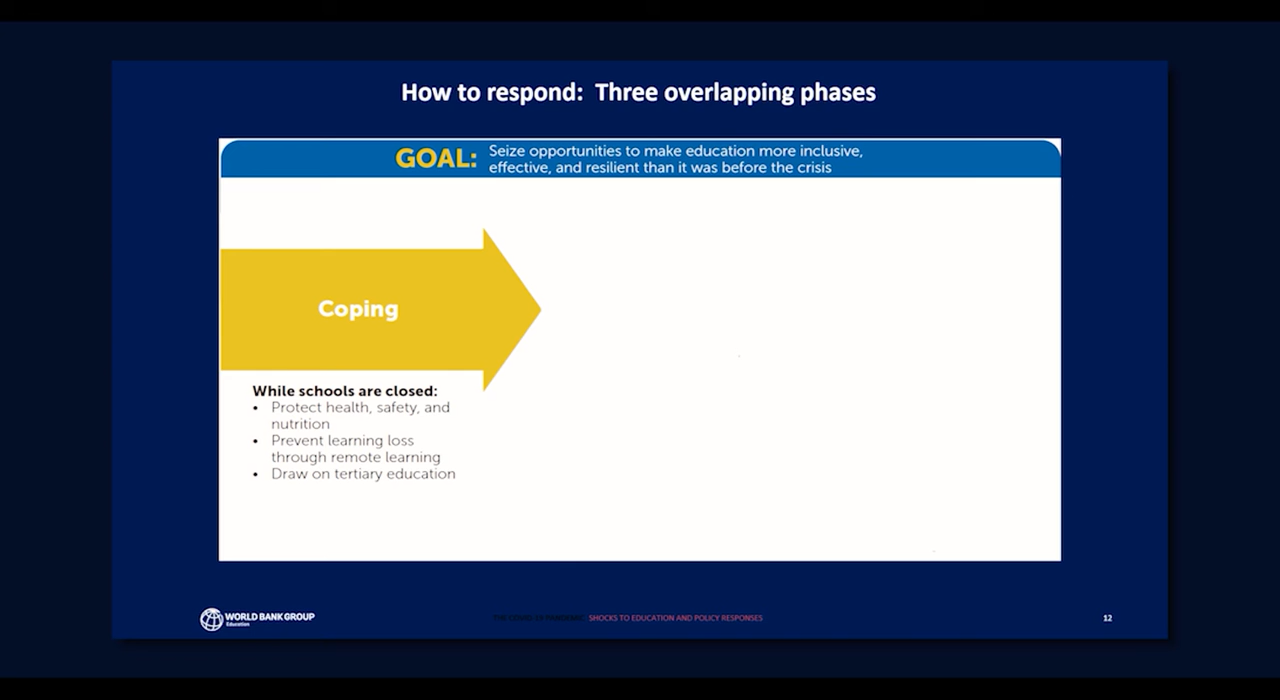 How to respond: Three overlapping phases
GOAL: Seize opportunities to make education more inclusive,
effective, and resilient than it was before the crisis
Coping
While schools are closed:
• Protect health, safety, and
nutrition
• Prevent learning loss
through remote learning
• Draw on tertiary education
WORLD BANK GROUP
Education
THE COVID-19 PANDEMIC: SHOCKS TO EDUCATION AND POLICY RESPONSES
12